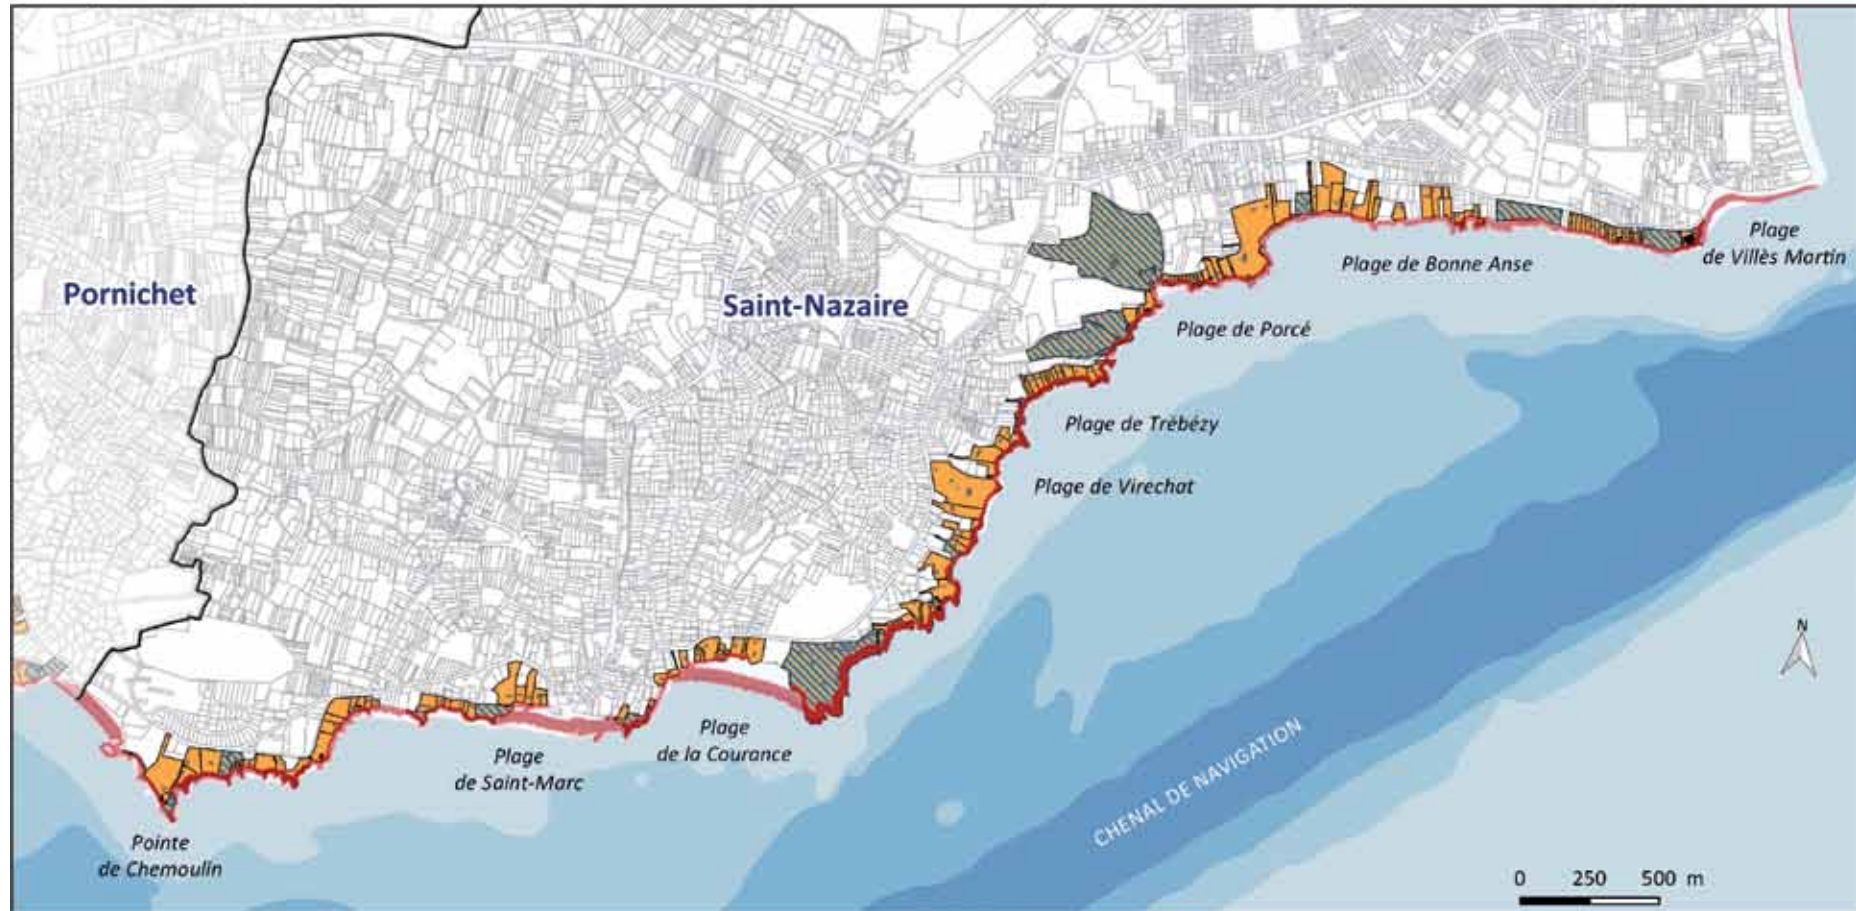 Pornichet
Saint-Nazaire
Plage
de Villès Martin
Plage de Bonne Anse
Plage de Porcé
Plage de Trébézy
Plage de Virechat
Plage
de la Courance
Plage
de Saint-Marc
Pointe
de Chemoulin
CHENAL DE NAVIGATION
N
0 250 500 m